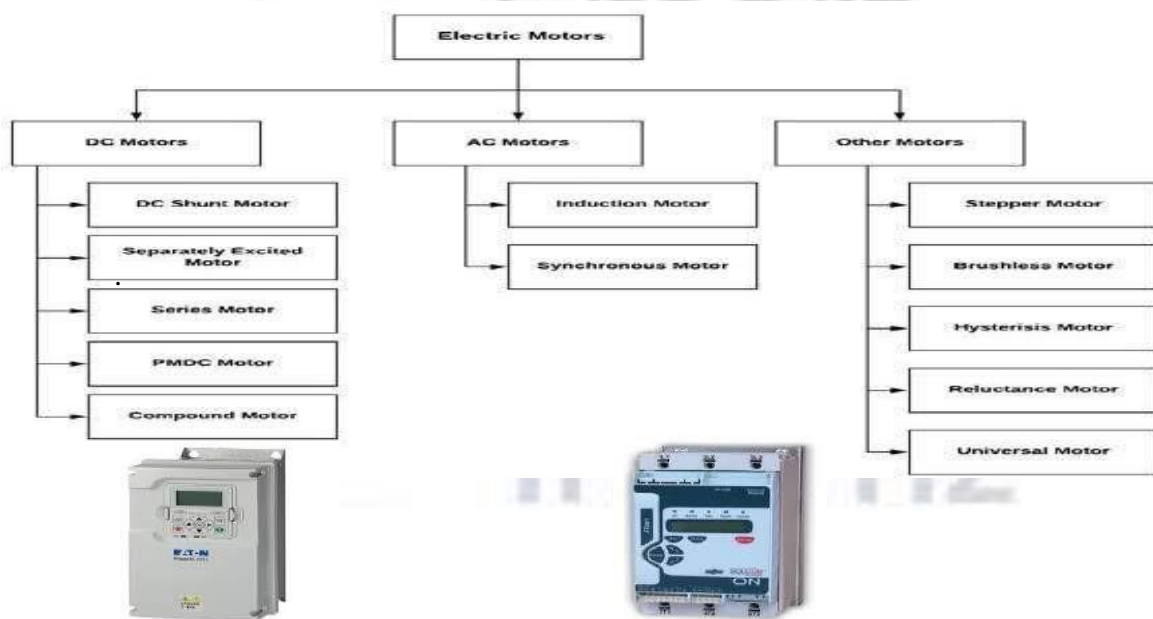 Electric Motors
DC Motors
AC Motors
Other Motors
DC Shunt Motor
Separately Excited
Motor
Series Motor
PMDC Motor
Compound Motor
Induction Motor
Synchronous Motor
Stepper Motor
Brushless Motor
Hysterisis Motor
Reluctance Motor
Universal Motor
EATON
ON